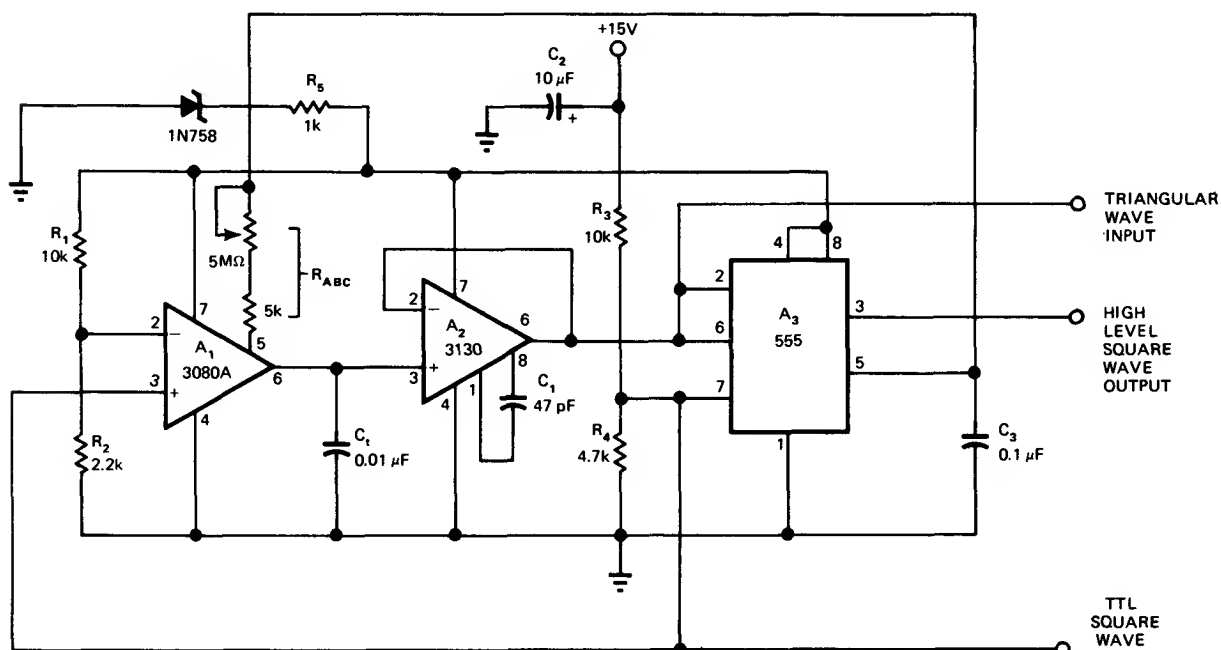 +15V
C2
10 µF
+
R5
1k
1N758
R1
10k
5MΩ
RABC
5k
R3
10k
TRIANGULAR
WAVE
INPUT
4
8
2
7
A1
3080A
5
6
3
+
−
4
2
−
7
A2
3130
6
8
+
3
1
4
C1
47 pF
2
6
7
A3
555
3
5
1
HIGH
LEVEL
SQUARE
WAVE
OUTPUT
R2
2.2k
Ct
0.01 µF
R4
4.7k
C3
0.1 µF
TTL
SQUARE
WAVE